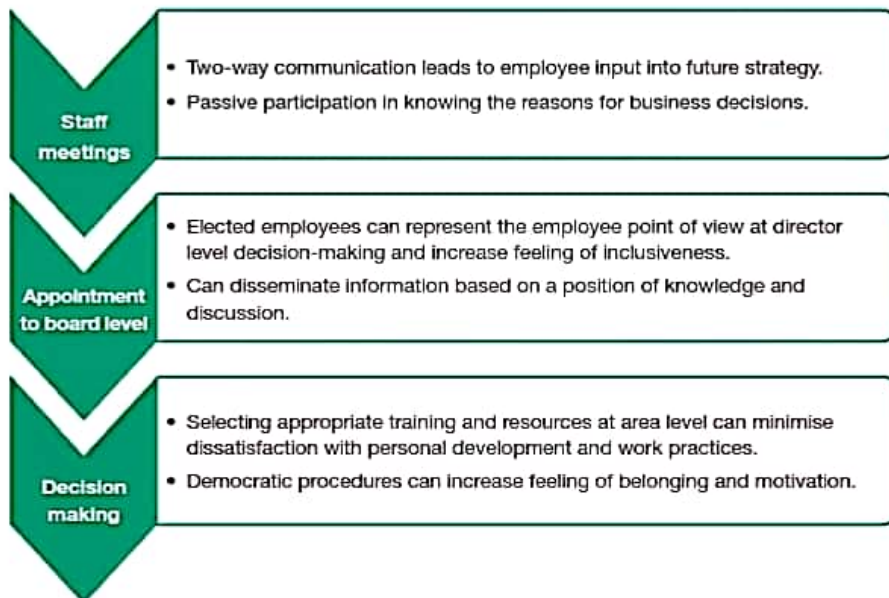 Staff
meetings
• Two-way communication leads to employee input into future strategy.
• Passive participation in knowing the reasons for business decisions.
Appointment
to board level
• Elected employees can represent the employee point of view at director
level decision-making and increase feeling of inclusiveness.
• Can disseminate information based on a position of knowledge and
discussion.
Decision
making
• Selecting appropriate training and resources at area level can minimise
dissatisfaction with personal development and work practices.
• Democratic procedures can increase feeling of belonging and motivation.